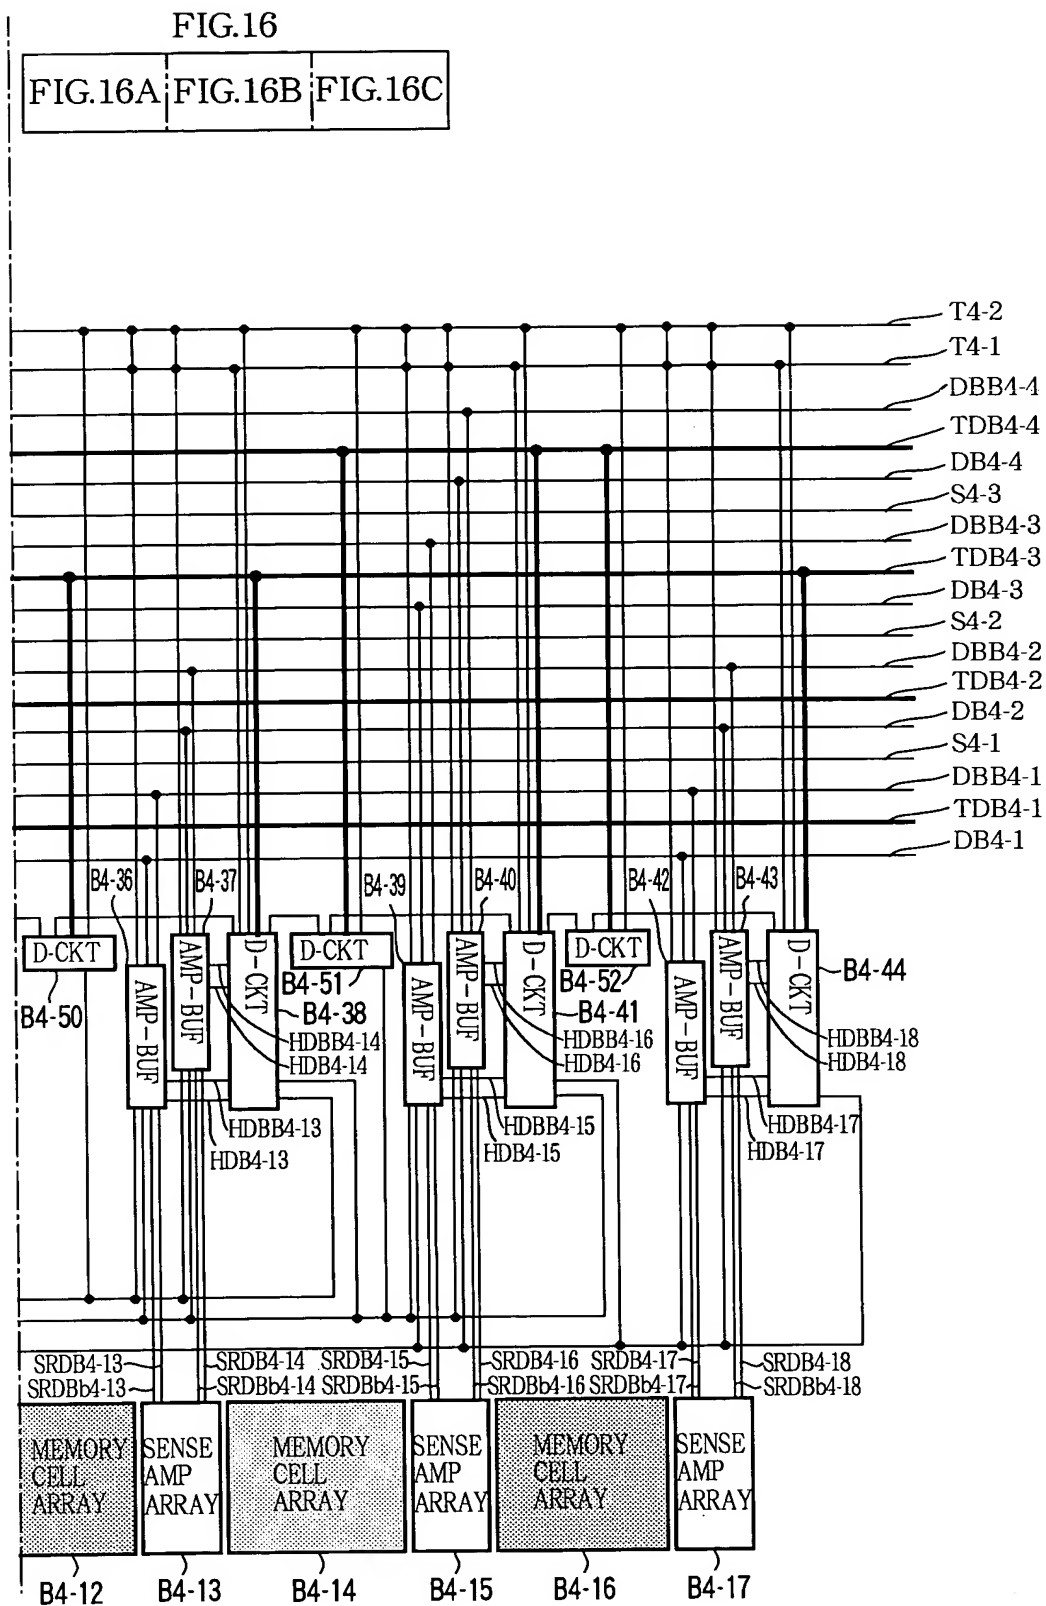 FIG.16
FIG.16A FIG.16B FIG.16C
T4-2
T4-1
DBB4-4
TDB4-4
DB4-4
S4-3
DBB4-3
TDB4-3
DB4-3
S4-2
DBB4-2
TDB4-2
DB4-2
S4-1
DBB4-1
TDB4-1
DB4-1
B4-36 B4-37 B4-39 B4-40 B4-42 B4-43
D-CKT
AMP-BUF
AMP-BUF
D-CKT
D-CKT
AMP-BUF
AMP-BUF
D-CKT
D-CKT
AMP-BUF
AMP-BUF
D-CKT
B4-50 B4-38 B4-51 B4-41 B4-52 B4-44
HDBB4-14 HDBB4-16 HDBB4-18
HDB4-14 HDB4-16 HDB4-18
HDBB4-13 HDBB4-15 HDBB4-17
HDB4-13 HDB4-15 HDB4-17
SRDB4-13 SRDB4-14 SRDB4-15 SRDB4-16 SRDB4-17 SRDB4-18
SRDBb4-13 SRDBb4-14 SRDBb4-15 SRDBb4-16 SRDBb4-17 SRDBb4-18
MEMORY SENSE MEMORY SENSE MEMORY SENSE
CELL AMP CELL AMP CELL AMP
ARRAY ARRAY ARRAY ARRAY ARRAY ARRAY
B4-12 B4-13 B4-14 B4-15 B4-16 B4-17